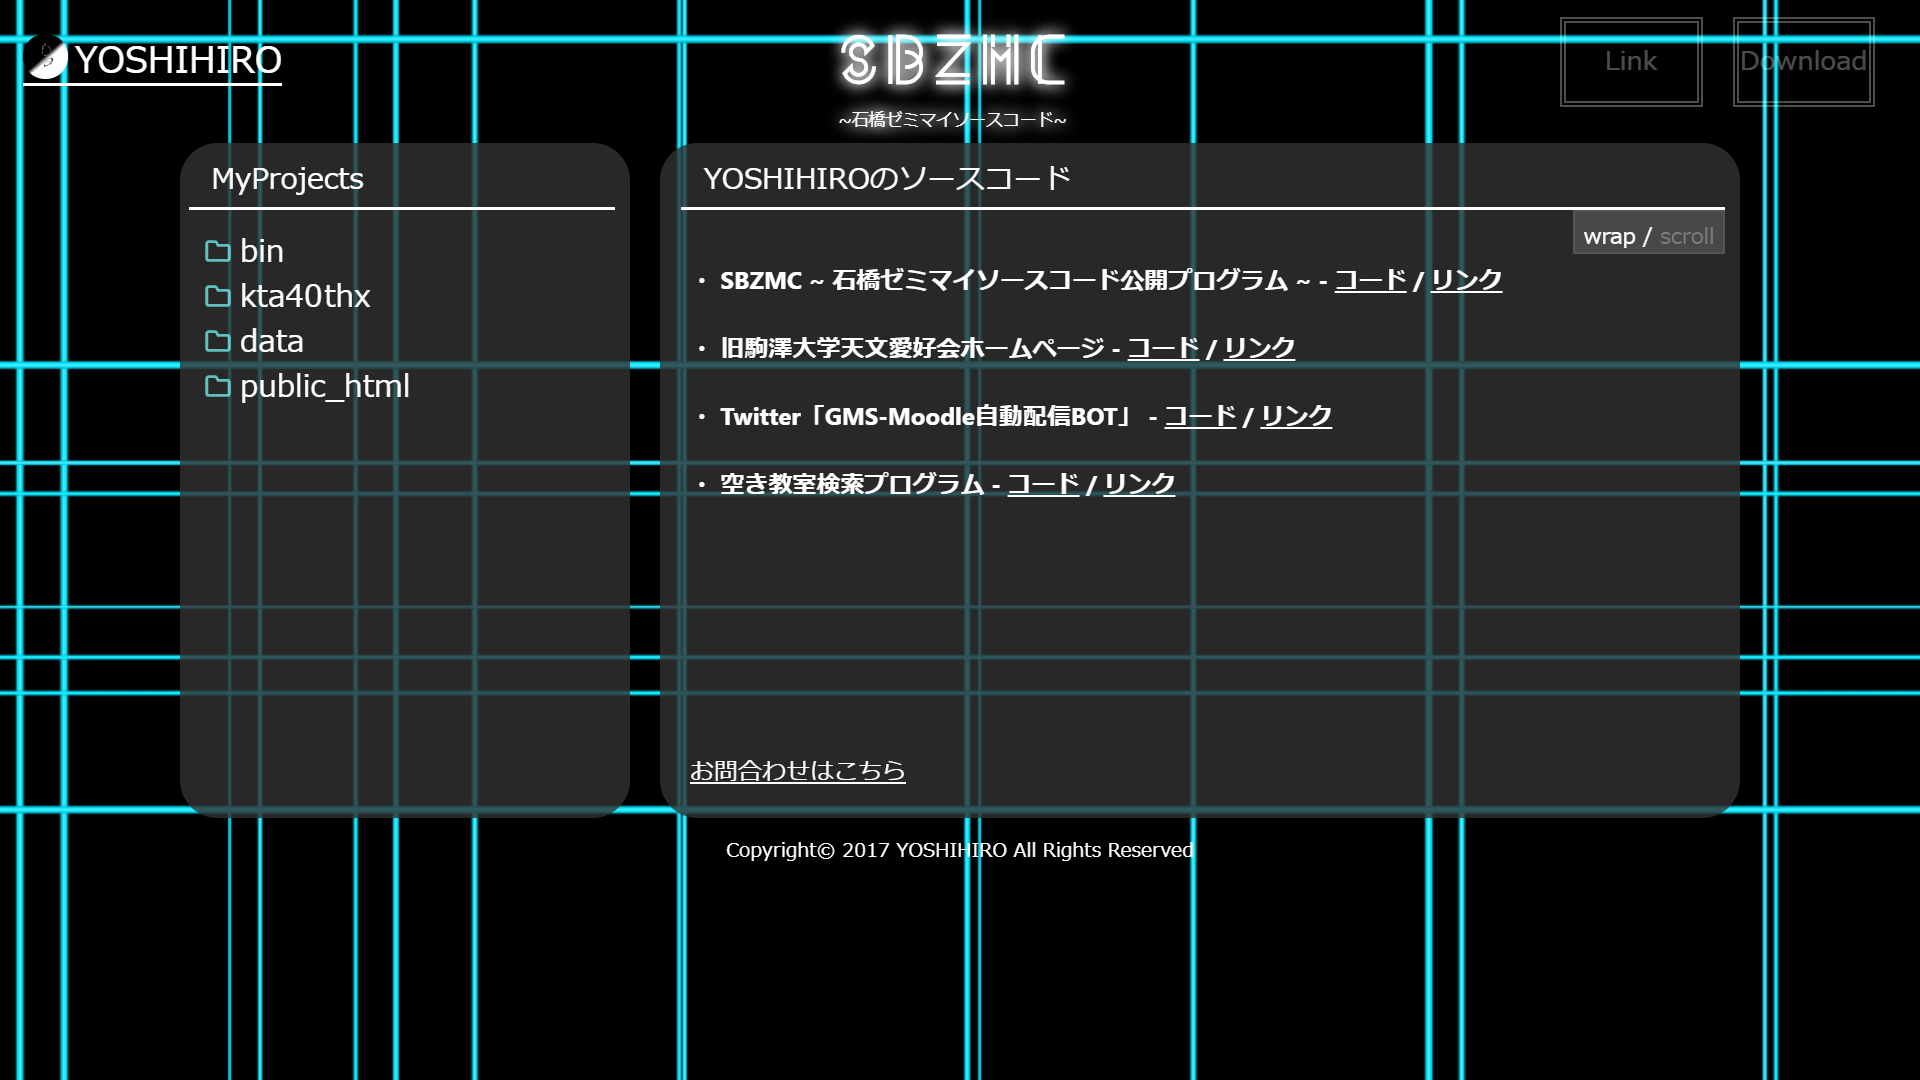 YOSHIHIRO
SBZMC
~石橋ゼミマイソースコード~
Link
Download
MyProjects
bin
kta40thx
data
public_html
YOSHIHIROのソースコード
wrap / scroll
・ SBZMC ~ 石橋ゼミマイソースコード公開プログラム ~ - コード / リンク
・ 旧駒澤大学天文愛好会ホームページ - コード / リンク
・ Twitter「GMS-Moodle自動配信BOT」 - コード / リンク
・ 空き教室検索プログラム - コード / リンク
お問合わせはこちら
Copyright© 2017 YOSHIHIRO All Rights Reserved